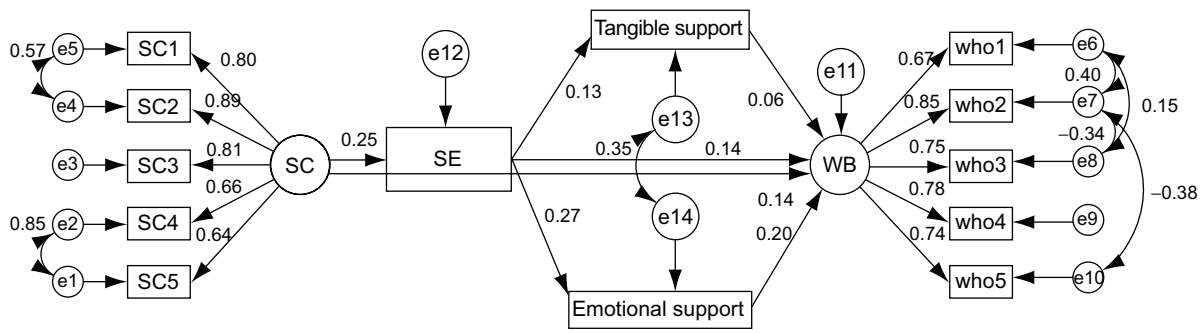 Tangible support
e12
e11
e5
SC1
0.57
e4
SC2
e3
SC3
e2
SC4
0.85
e1
SC5
0.80
0.89
0.81
0.66
0.64
SC
0.25
SE
0.13
0.27
e13
0.35
e14
0.14
0.06
0.14
0.20
Emotional support
WB
0.67
0.85
0.75
0.78
0.74
who1
who2
who3
who4
who5
e6
e7
e8
e9
e10
0.40
−0.34
0.15
−0.38